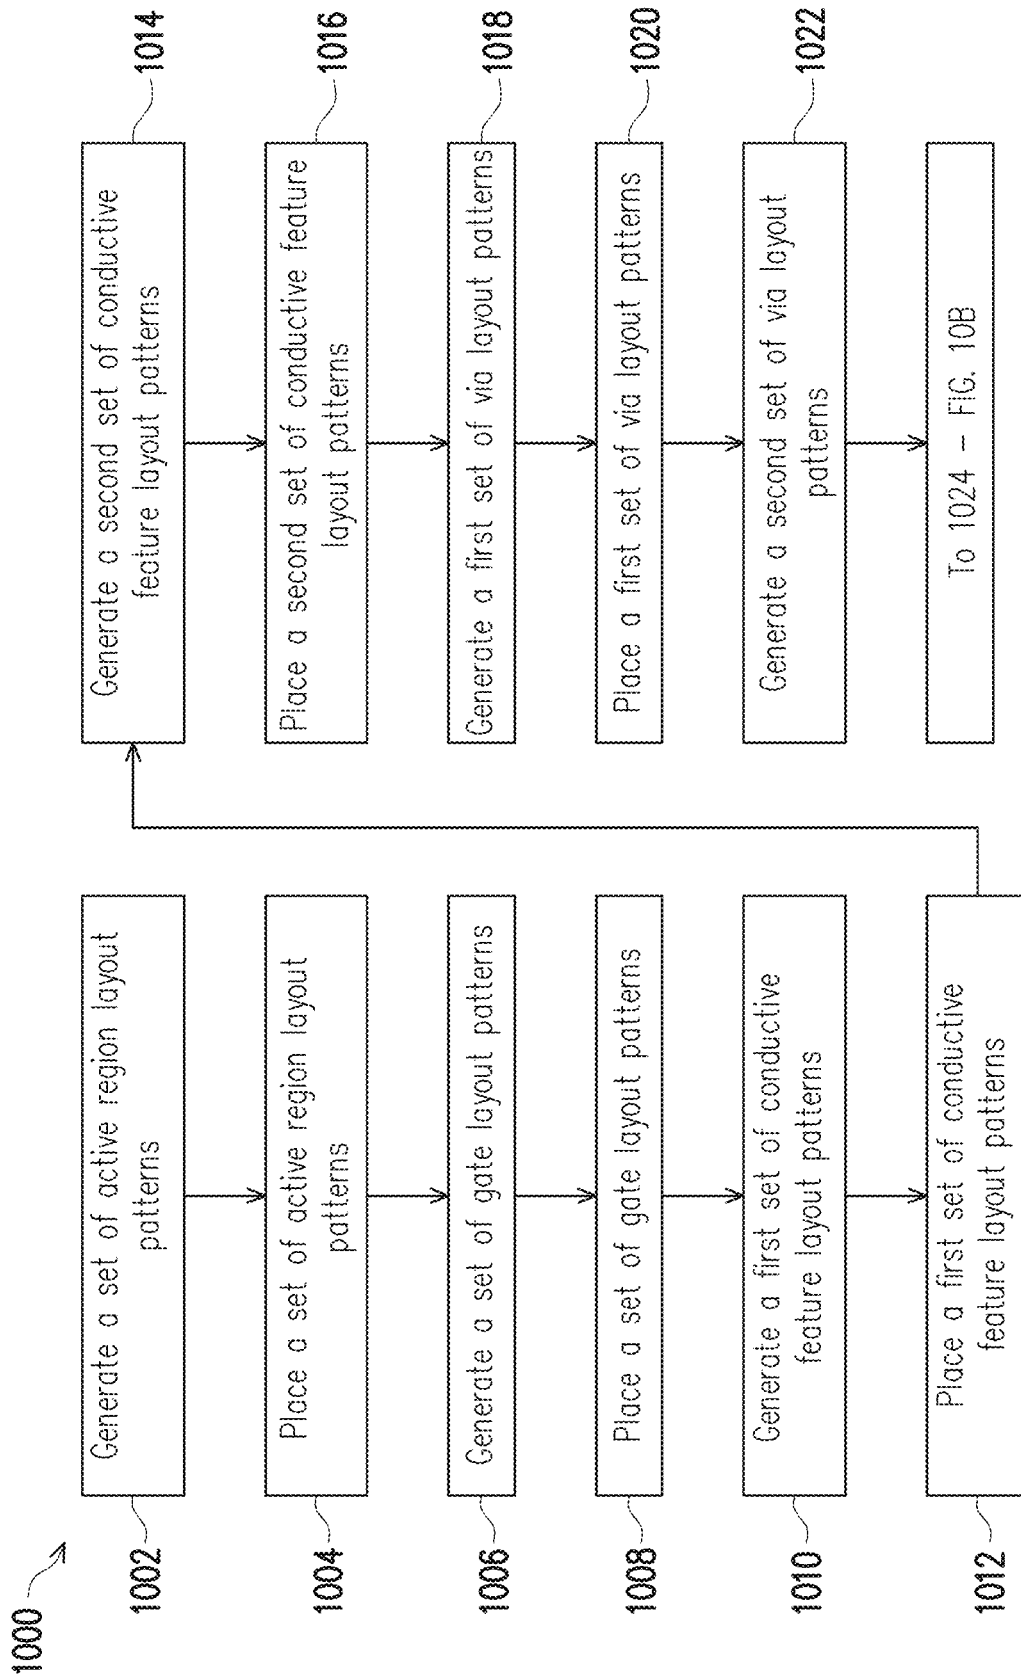 1000
1002
Generate a set of active region layout
patterns
1004
Place a set of active region layout
patterns
1006
Generate a set of gate layout patterns
1008
Place a set of gate layout patterns
1010
Generate a first set of conductive
feature layout patterns
1012
Place a first set of conductive
feature layout patterns
Generate a second set of conductive
feature layout patterns
1014
Place a second set of conductive feature
layout patterns
1016
Generate a first set of via layout patterns
1018
Place a first set of via layout patterns
1020
Generate a second set of via layout
patterns
1022
To 1024 – FIG. 10B